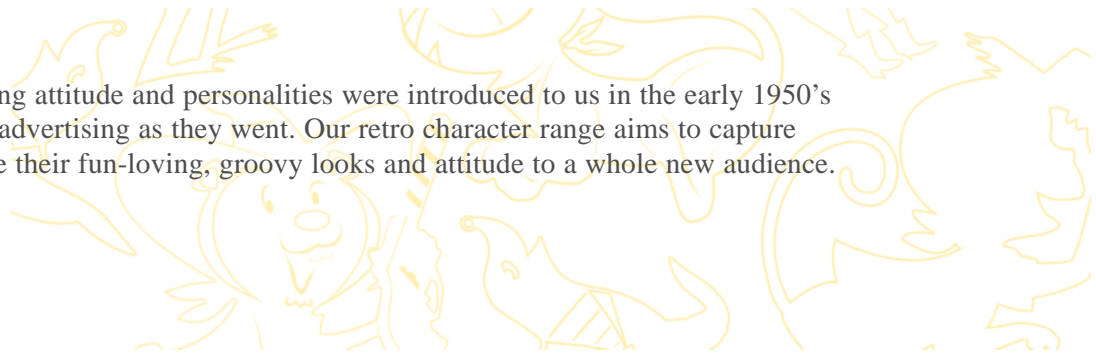 ng attitude and personalities were introduced to us in the early 1950’s
advertising as they went. Our retro character range aims to capture
e their fun-loving, groovy looks and attitude to a whole new audience.